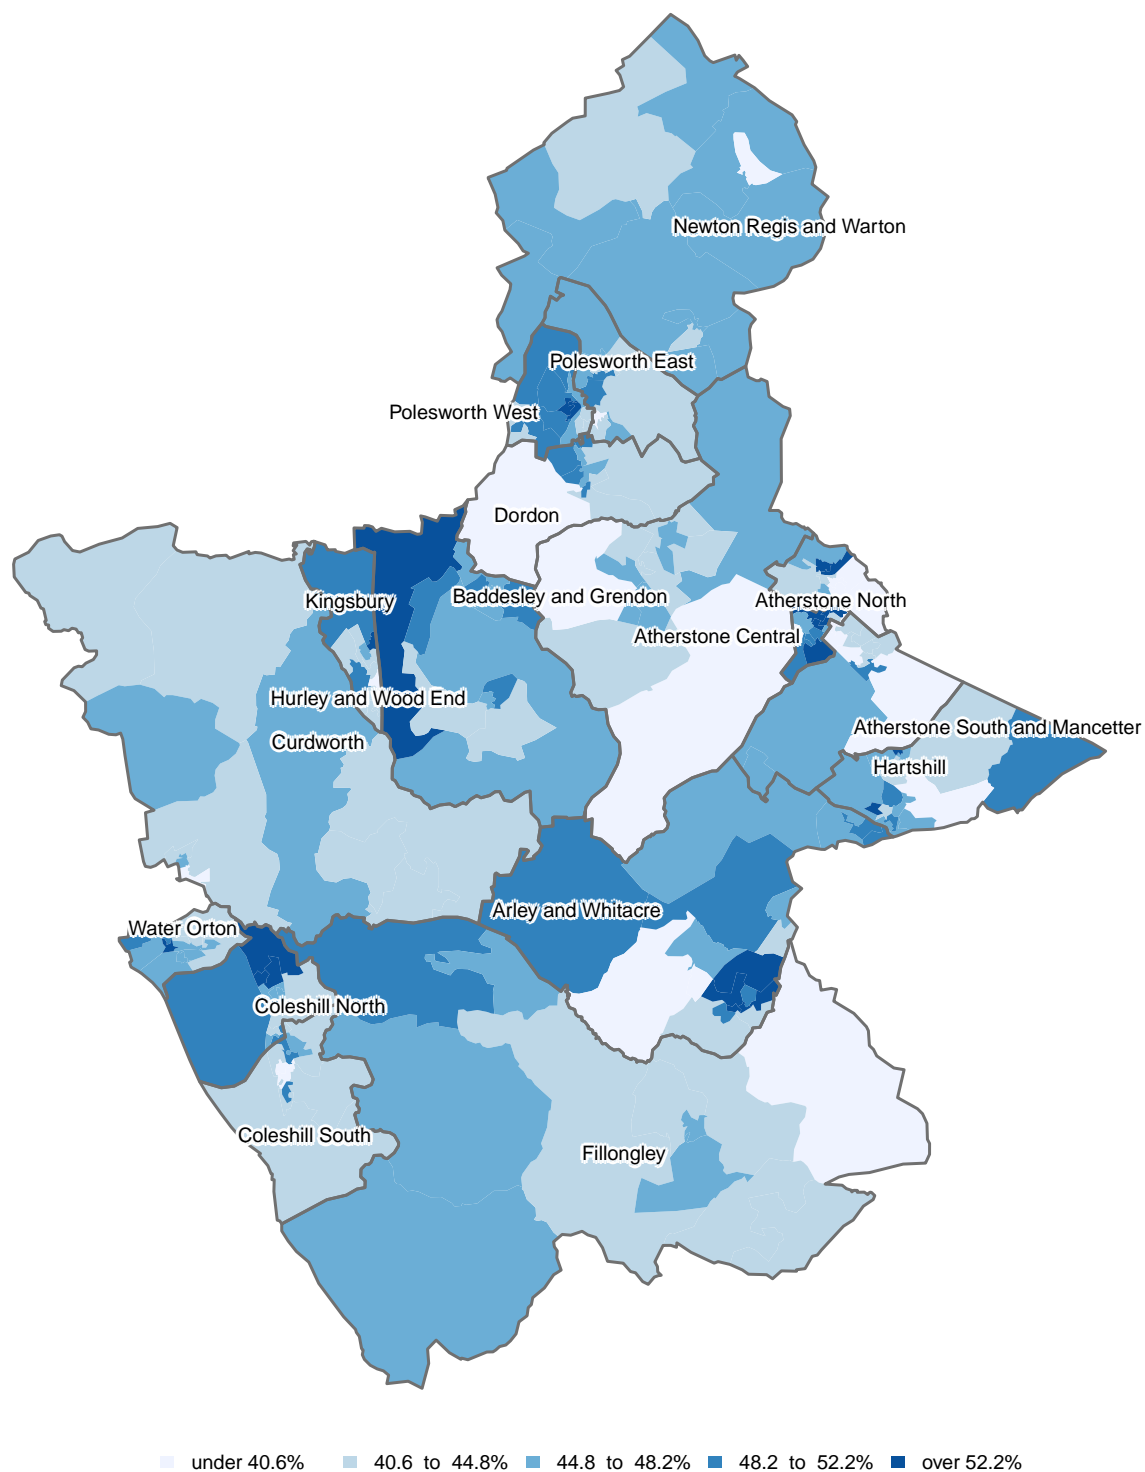 Newton Regis and Warton
Polesworth East
Polesworth West
Dordon
Baddesley and Grendon
Kingsbury
Atherstone North
Atherstone Central
Hurley and Wood End
Atherstone South and Mancetter
Curdworth
Hartshill
Arley and Whitacre
Water Orton
Coleshill North
Coleshill South
Fillongley
under 40.6% 40.6 to 44.8% 44.8 to 48.2% 48.2 to 52.2% over 52.2%